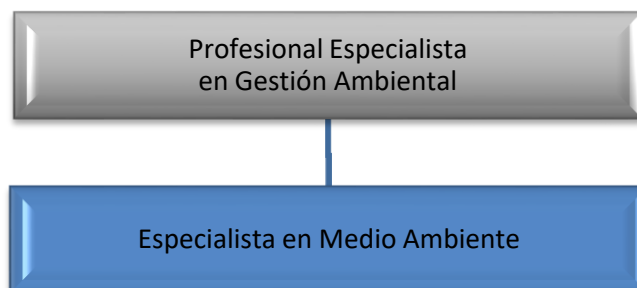 Profesional Especialista
en Gestión Ambiental
Especialista en Medio Ambiente